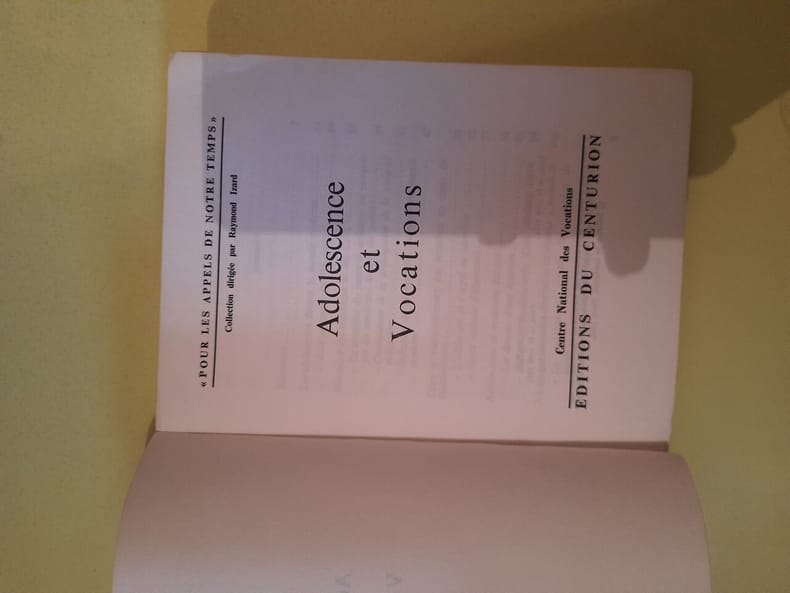 « POUR LES APPELS DE NOTRE TEMPS »
Collection dirigée par Raymond Izard
Adolescence
et
Vocations
Centre National des Vocations
EDITIONS DU CENTURION